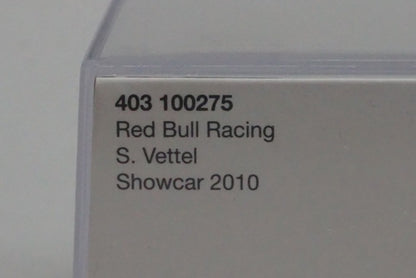 403 100275
Red Bull Racing
S. Vettel
Showcar 2010